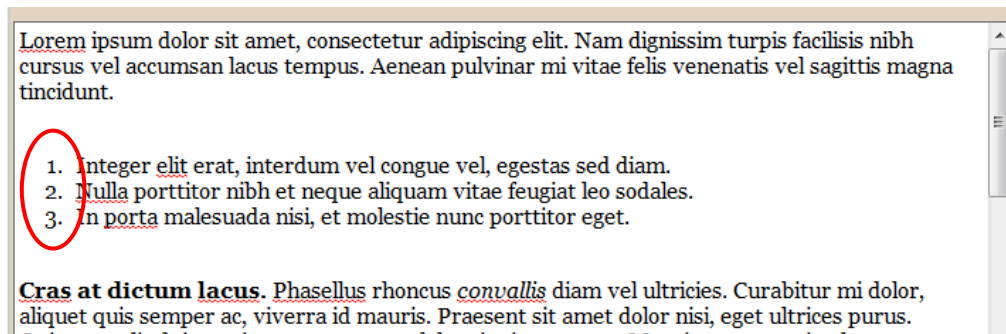 Lorem ipsum dolor sit amet, consectetur adipiscing elit. Nam dignissim turpis facilisis nibh
cursus vel accumsan lacus tempus. Aenean pulvinar mi vitae felis venenatis vel sagittis magna
tincidunt.
1. Integer elit erat, interdum vel congue vel, egestas sed diam.
2. Nulla porttitor nibh et neque aliquam vitae feugiat leo sodales.
3. In porta malesuada nisi, et molestie nunc porttitor eget.
Cras at dictum lacus. Phasellus rhoncus convallis diam vel ultricies. Curabitur mi dolor,
aliquet quis semper ac, viverra id mauris. Praesent sit amet dolor nisi, eget ultrices purus.